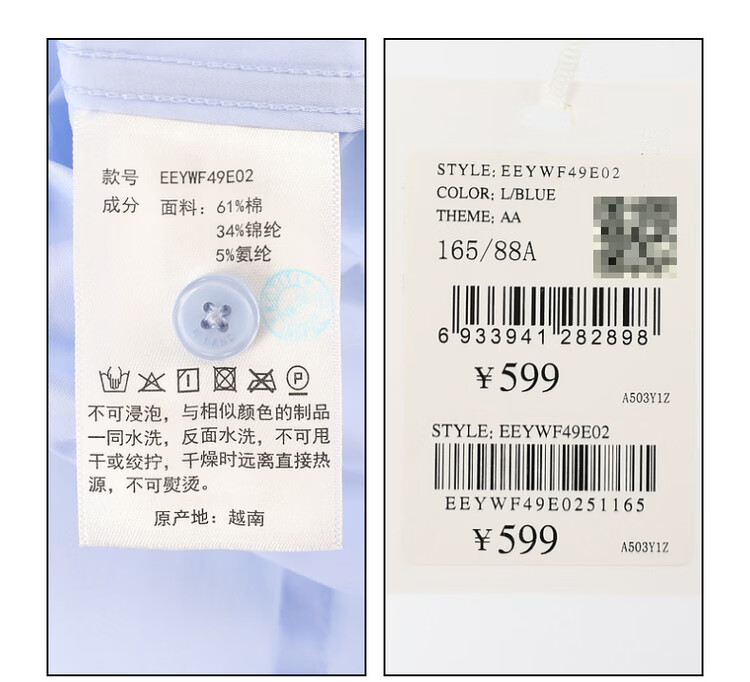 款号 EEYWF49E02
成分 面料：61%棉
34%锦纶
5%氨纶
不可浸泡，与相似颜色的制品
一同水洗，反面水洗，不可甩
干或绞拧，干燥时远离直接热
源，不可熨烫。
原产地：越南
STYLE: EEYWF49E02
COLOR: L/BLUE
THEME: AA
165/88A
6 933941 282898
¥599
A503Y1Z
STYLE: EEYWF49E02
EEYWF49E0251165
¥599
A503Y1Z